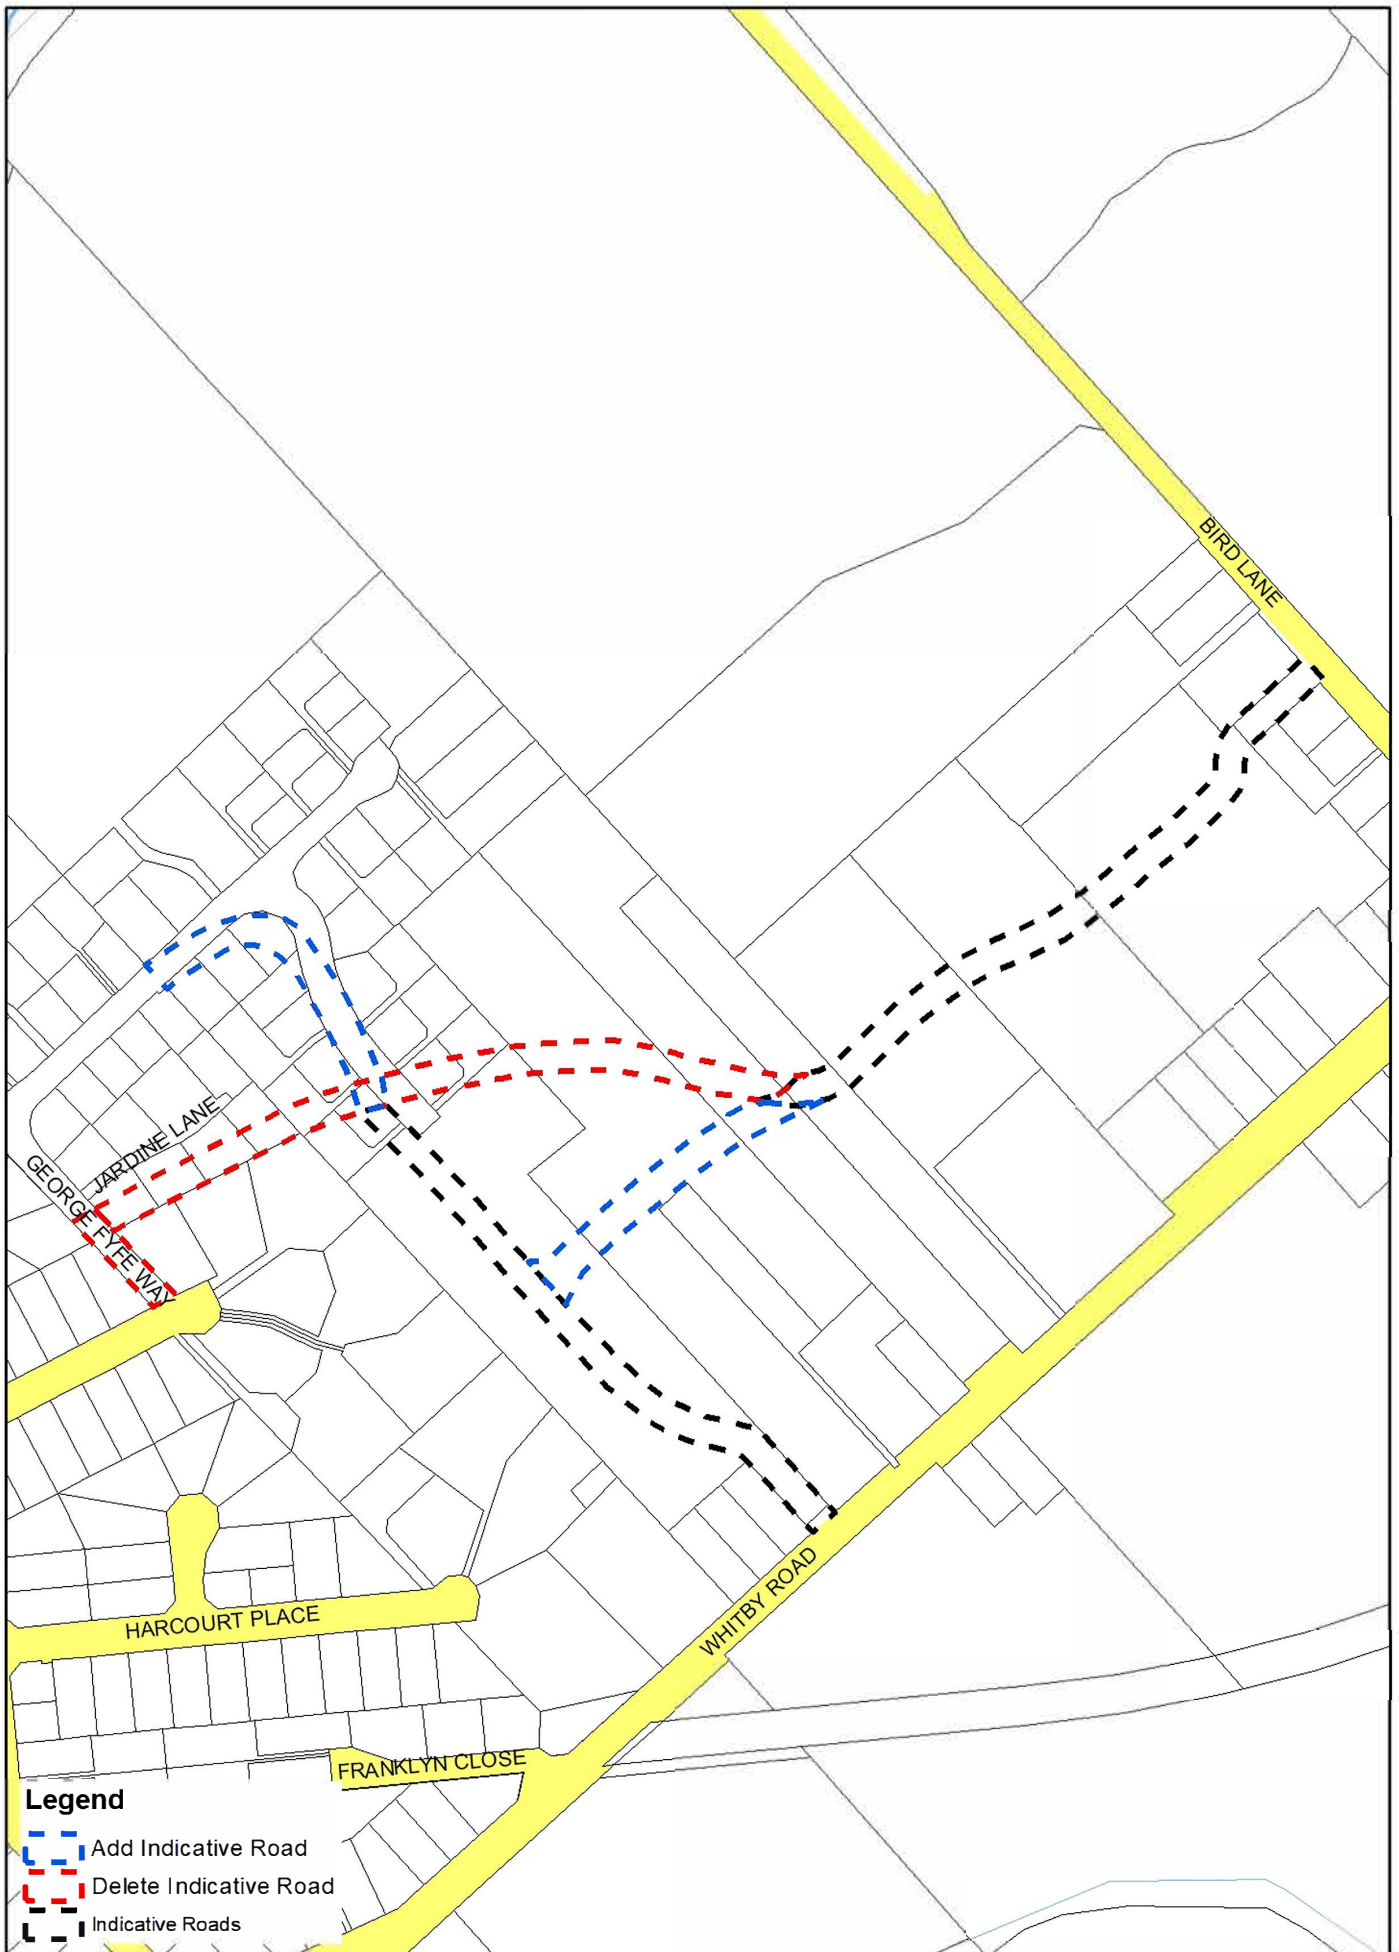 BIRD LANE
JARDINE LANE
GEORGE FYFE WAY
WHITBY ROAD
HARCOURT PLACE
FRANKLYN CLOSE
Legend
Add Indicative Road
Delete Indicative Road
Indicative Roads